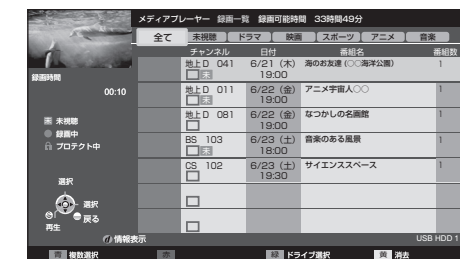 メディアプレーヤー 録画一覧 録画可能時間 33時間49分
全て 未視聴 ドラマ 映画 スポーツ アニメ 音楽
チャンネル 日付 番組名 番組数
地上D 041 6/21 (木) 海のお友達 (○○海洋公園) 1
未 19:00
地上D 011 6/22 (金) アニメ宇宙人○○ 1
未 19:00
地上D 081 6/22 (金) なつかしの名画館 1
19:00
BS 103 6/23 (土) 音楽のある風景 1
未 18:00
CS 102 6/23 (土) サイエンススペース 1
19:30
録画時間
00:10
未 未視聴
録画中
プロテクト中
選択
選択
戻る
再生
情報表示
USB HDD 1
青 複数選択 赤 緑 ドライブ選択 黄 消去